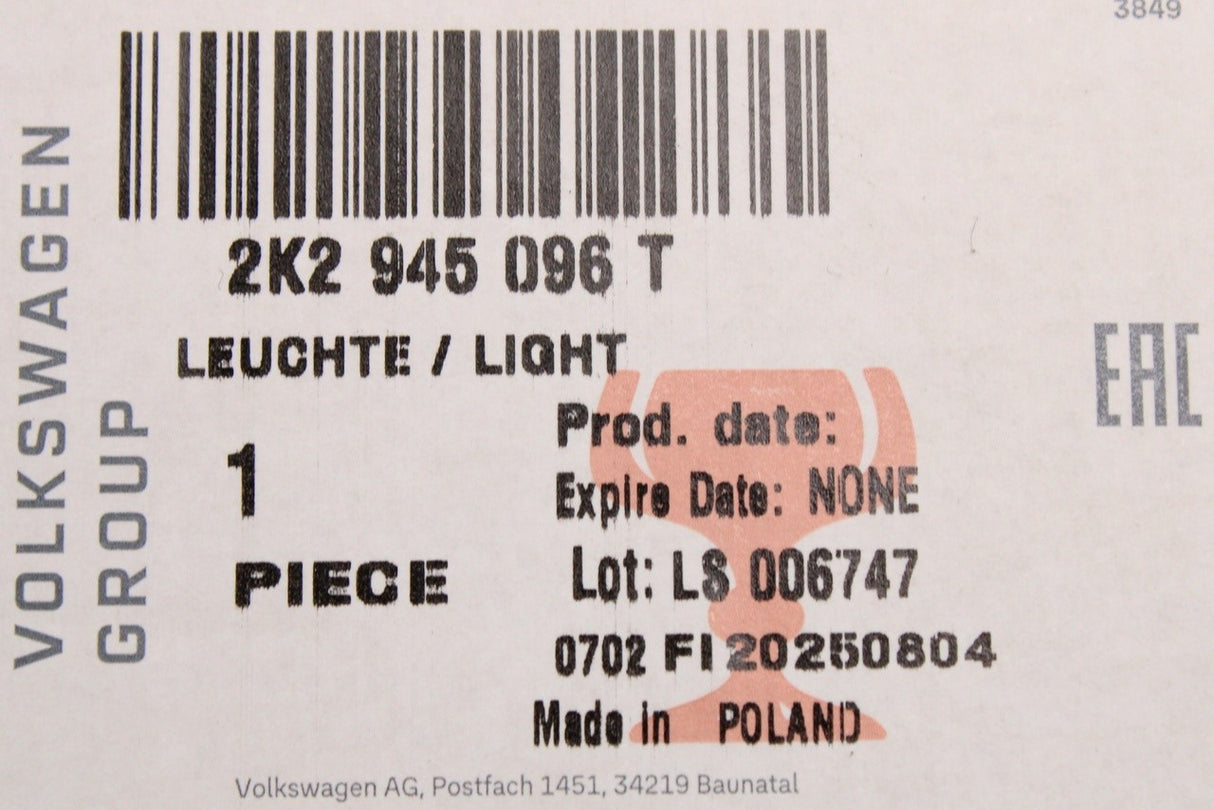 3849
VOLKSWAGEN
GROUP
2K2 945 096 T
LEUCHTE / LIGHT
EAC
1
PIECE
Prod. date:
Expire Date: NONE
Lot: LS 006747
0702 FI 20250804
Made in POLAND
Volkswagen AG, Postfach 1451, 34219 Baunatal